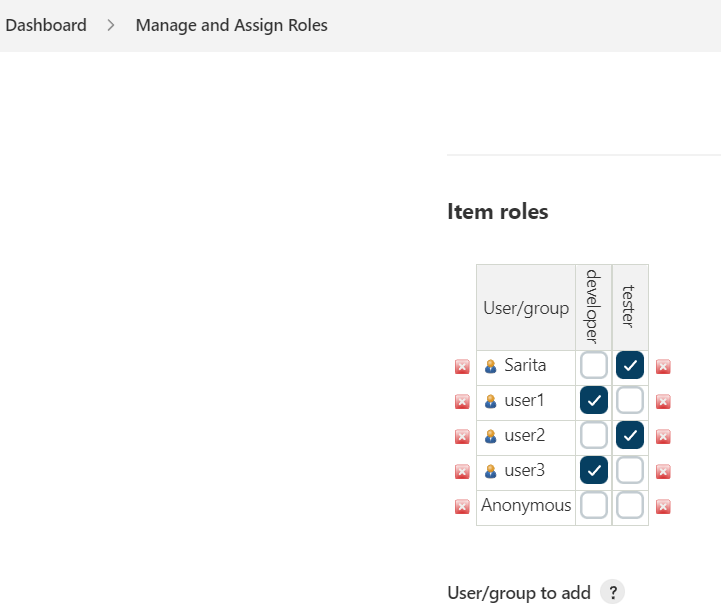 Dashboard > Manage and Assign Roles
Item roles
User/group developer tester
Sarita
user1
user2
user3
Anonymous
User/group to add ?